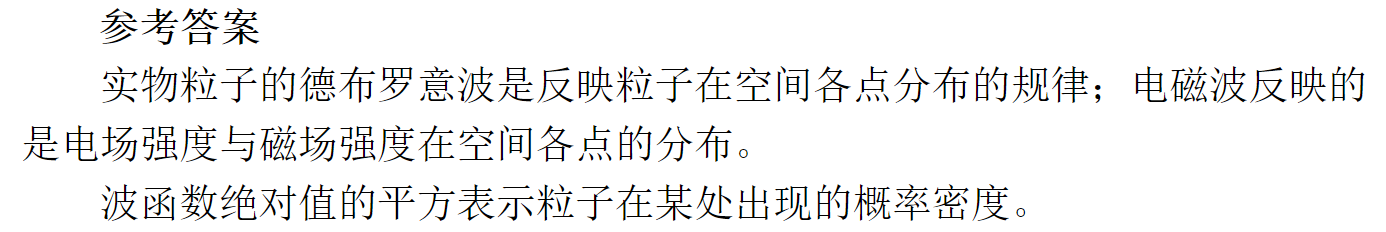 参考答案
实物粒子的德布罗意波是反映粒子在空间各点分布的规律；电磁波反映的
是电场强度与磁场强度在空间各点的分布。
波函数绝对值的平方表示粒子在某处出现的概率密度。